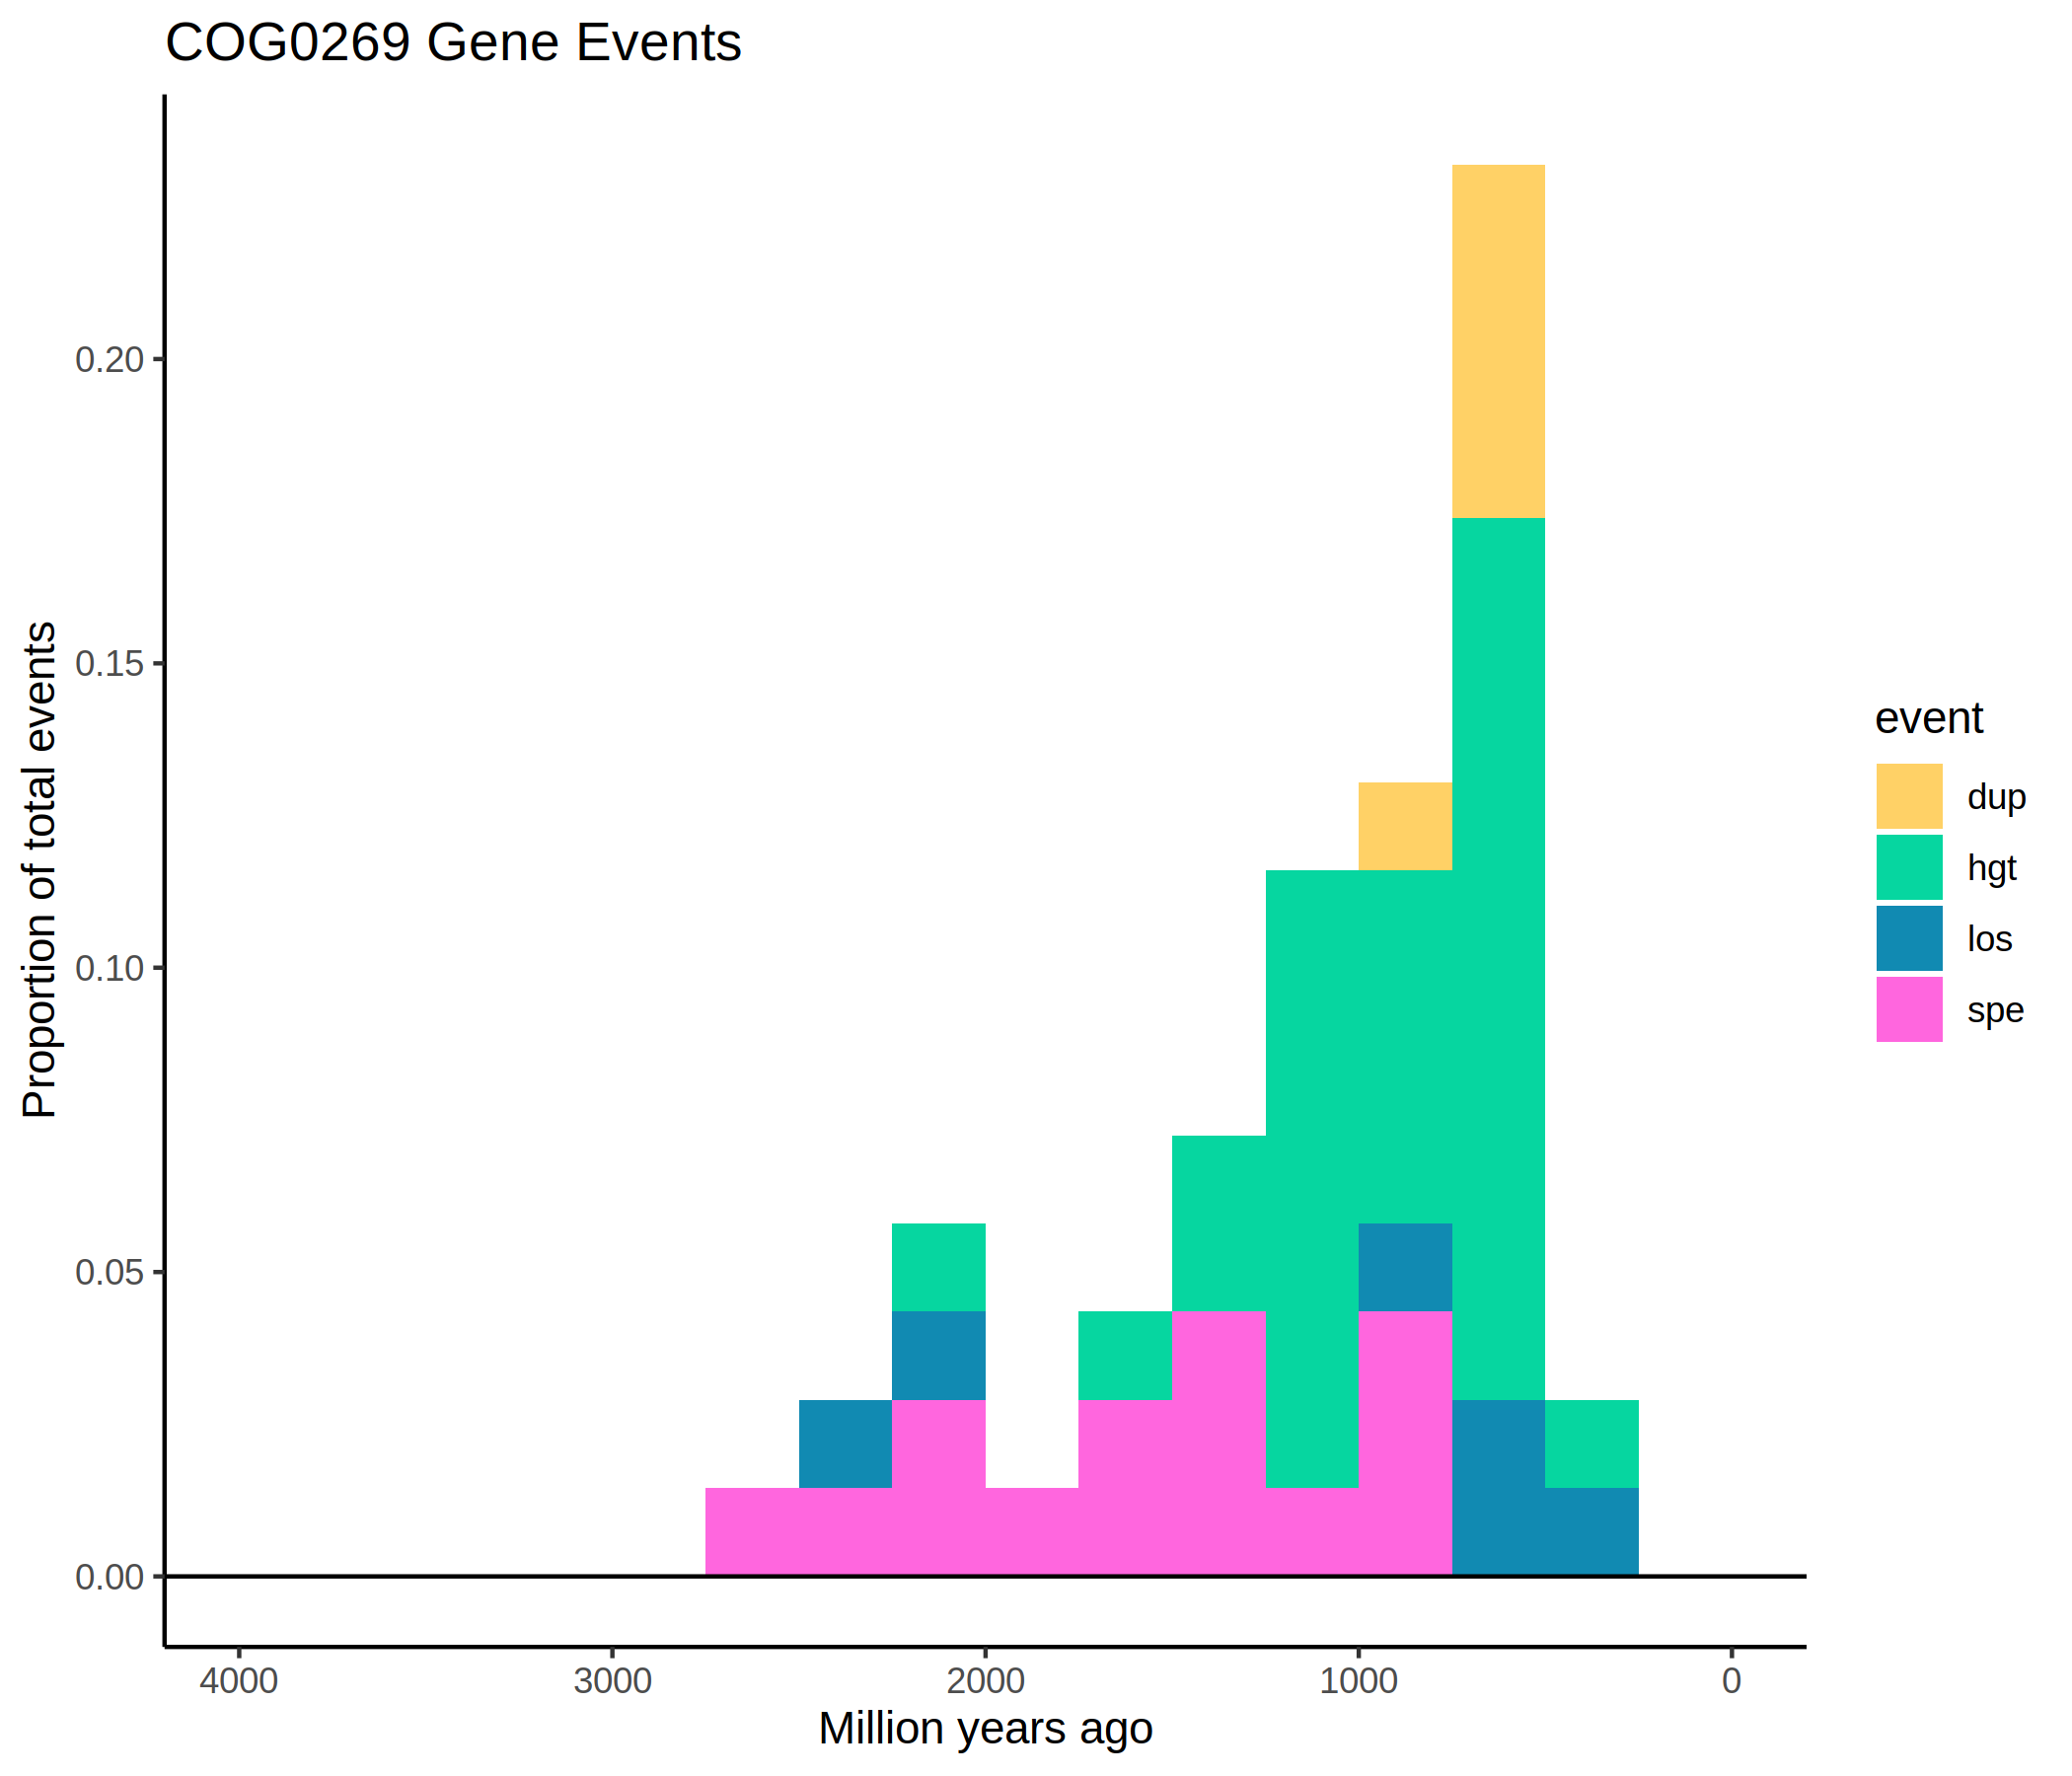 COG0269 Gene Events
Proportion of total events
0.20
0.15
0.10
0.05
0.00
4000 3000 2000 1000 0
Million years ago
event
dup
hgt
los
spe